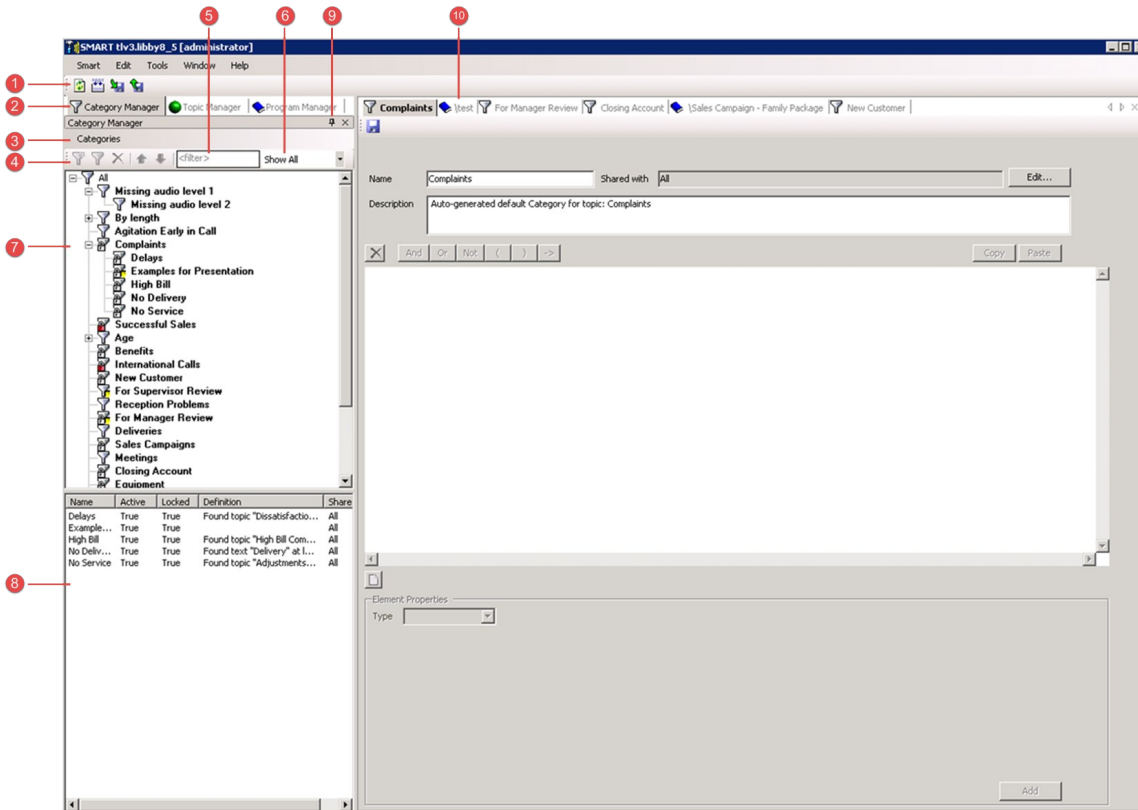 5 6 9 10
SMART tlv3.libby8_5 [administrator]
Smart Edit Tools Window Help
1
2 Category Manager Topic Manager Program Manager
Complaints \test For Manager Review Closing Account \Sales Campaign - Family Package New Customer
Category Manager
3 Categories
4 <filter> Show All
All
Missing audio level 1
Missing audio level 2
By length
Agitation Early in Call
7 Complaints
Delays
Examples for Presentation
High Bill
No Delivery
No Service
Successful Sales
Age
Benefits
International Calls
New Customer
For Supervisor Review
Reception Problems
For Manager Review
Deliveries
Sales Campaigns
Meetings
Closing Account
Equipment
Name Active Locked Definition Share
Delays True True Found topic "Dissatisfactio... All
Example... True True All
High Bill True True Found topic "High Bill Com... All
No Deliv... True True Found text "Delivery" at l... All
No Service True True Found topic "Adjustments... All
8
Name Complaints Shared with All Edit...
Description Auto-generated default Category for topic: Complaints
And Or Not ( ) -> Copy Paste
Element Properties
Type
Add